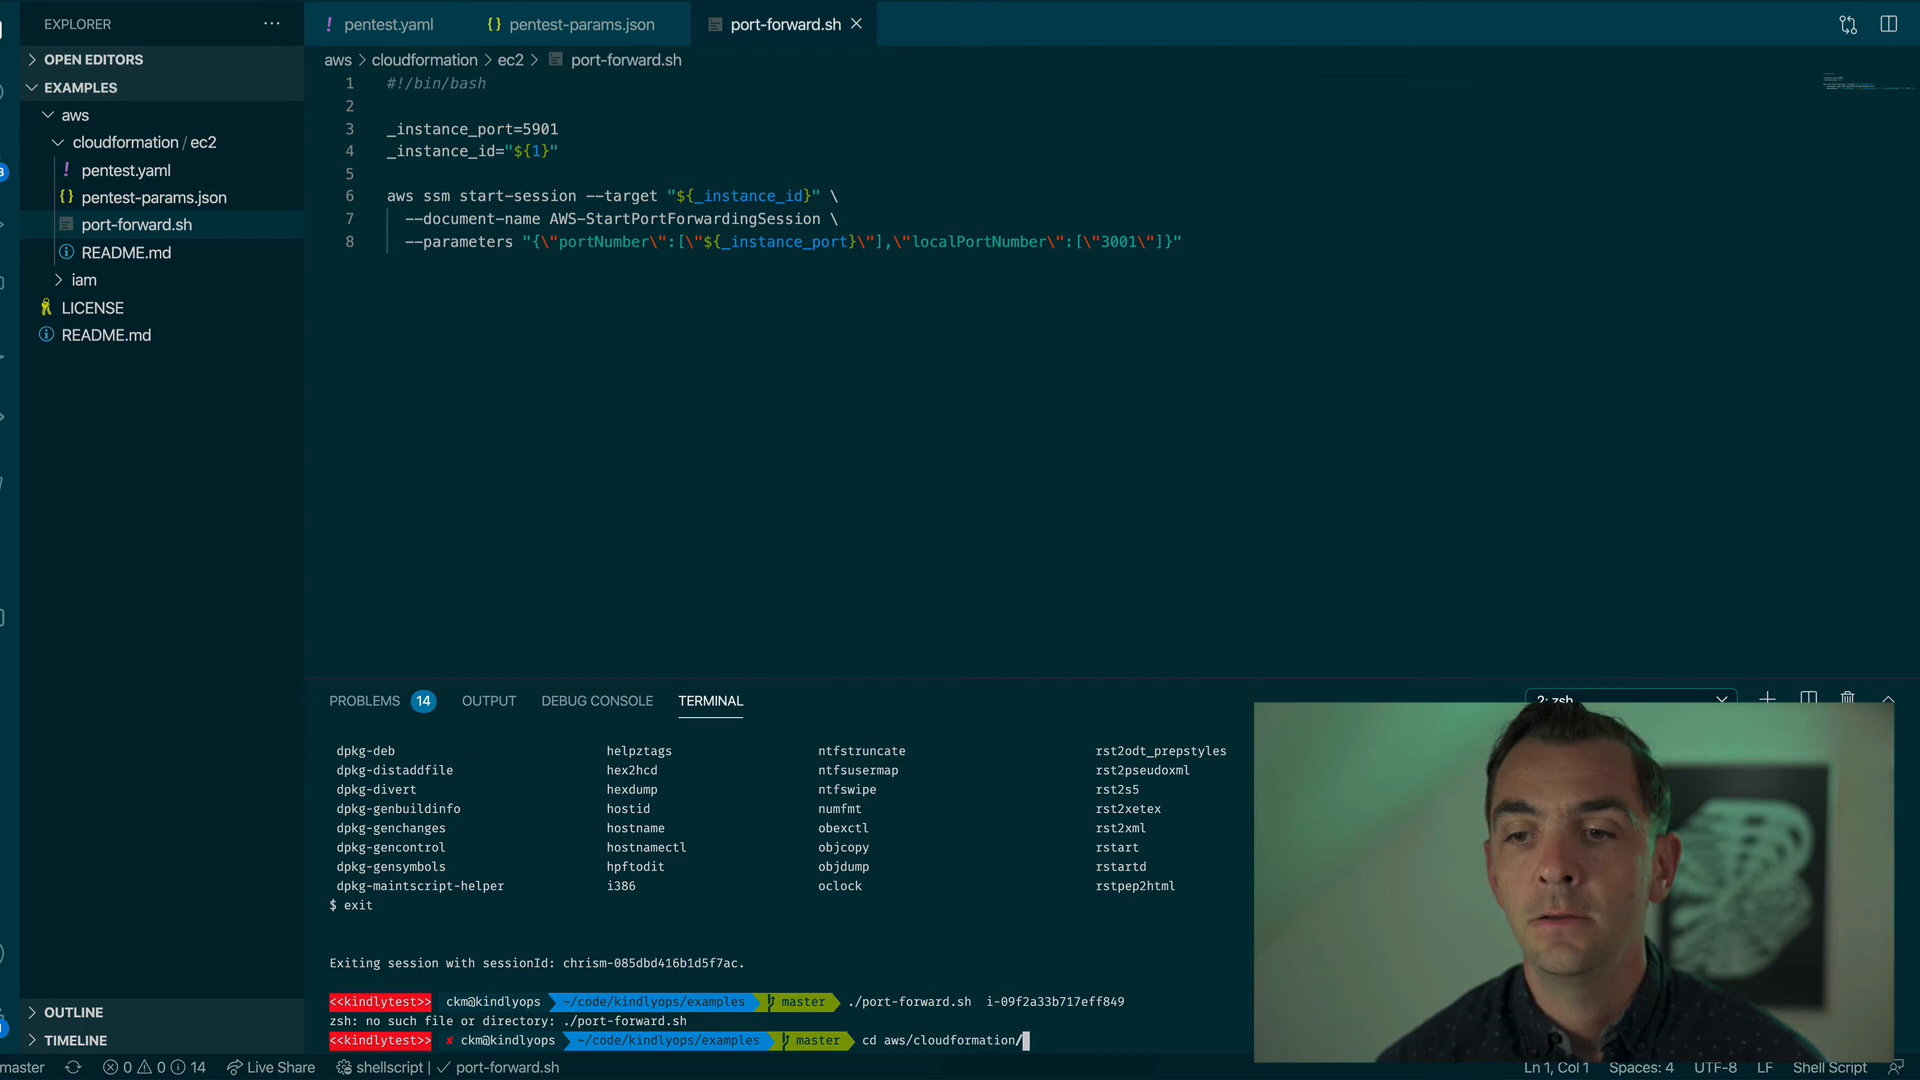 EXPLORER
pentest.yaml
{} pentest-params.json
port-forward.sh
OPEN EDITORS
EXAMPLES
aws
cloudformation / ec2
! pentest.yaml
{} pentest-params.json
port-forward.sh
README.md
iam
LICENSE
README.md
OUTLINE
TIMELINE
aws > cloudformation > ec2 > port-forward.sh
1 #!/bin/bash
2
3 _instance_port=5901
4 _instance_id="${1}"
5
6 aws ssm start-session --target "${_instance_id}" \
7 --document-name AWS-StartPortForwardingSession \
8 --parameters "{\"portNumber\":[\"${_instance_port}\"],\"localPortNumber\":[\"3001\"]}"
PROBLEMS 14 OUTPUT DEBUG CONSOLE TERMINAL
2: zsh
dpkg-deb helpztags ntfstruncate rst2odt_prepstyles
dpkg-distaddfile hex2hcd ntfsusermap rst2pseudoxml
dpkg-divert hexdump ntfswipe rst2s5
dpkg-genbuildinfo hostid numfmt rst2xetex
dpkg-genchanges hostname obexctl rst2xml
dpkg-gencontrol hostnamectl objcopy rstart
dpkg-gensymbols hpftodit objdump rstartd
dpkg-maintscript-helper i386 oclock rstpep2html
$ exit
Exiting session with sessionId: chrism-085dbd416b1d5f7ac.
<<kindlytest>> ckm@kindlyops ~/code/kindlyops/examples master ./port-forward.sh i-09f2a33b717eff849
zsh: no such file or directory: ./port-forward.sh
<<kindlytest>> ✘ ckm@kindlyops ~/code/kindlyops/examples master cd aws/cloudformation/
master 0 0 14 Live Share shellscript | ✓ port-forward.sh Ln 1, Col 1 Spaces: 4 UTF-8 LF Shell Script